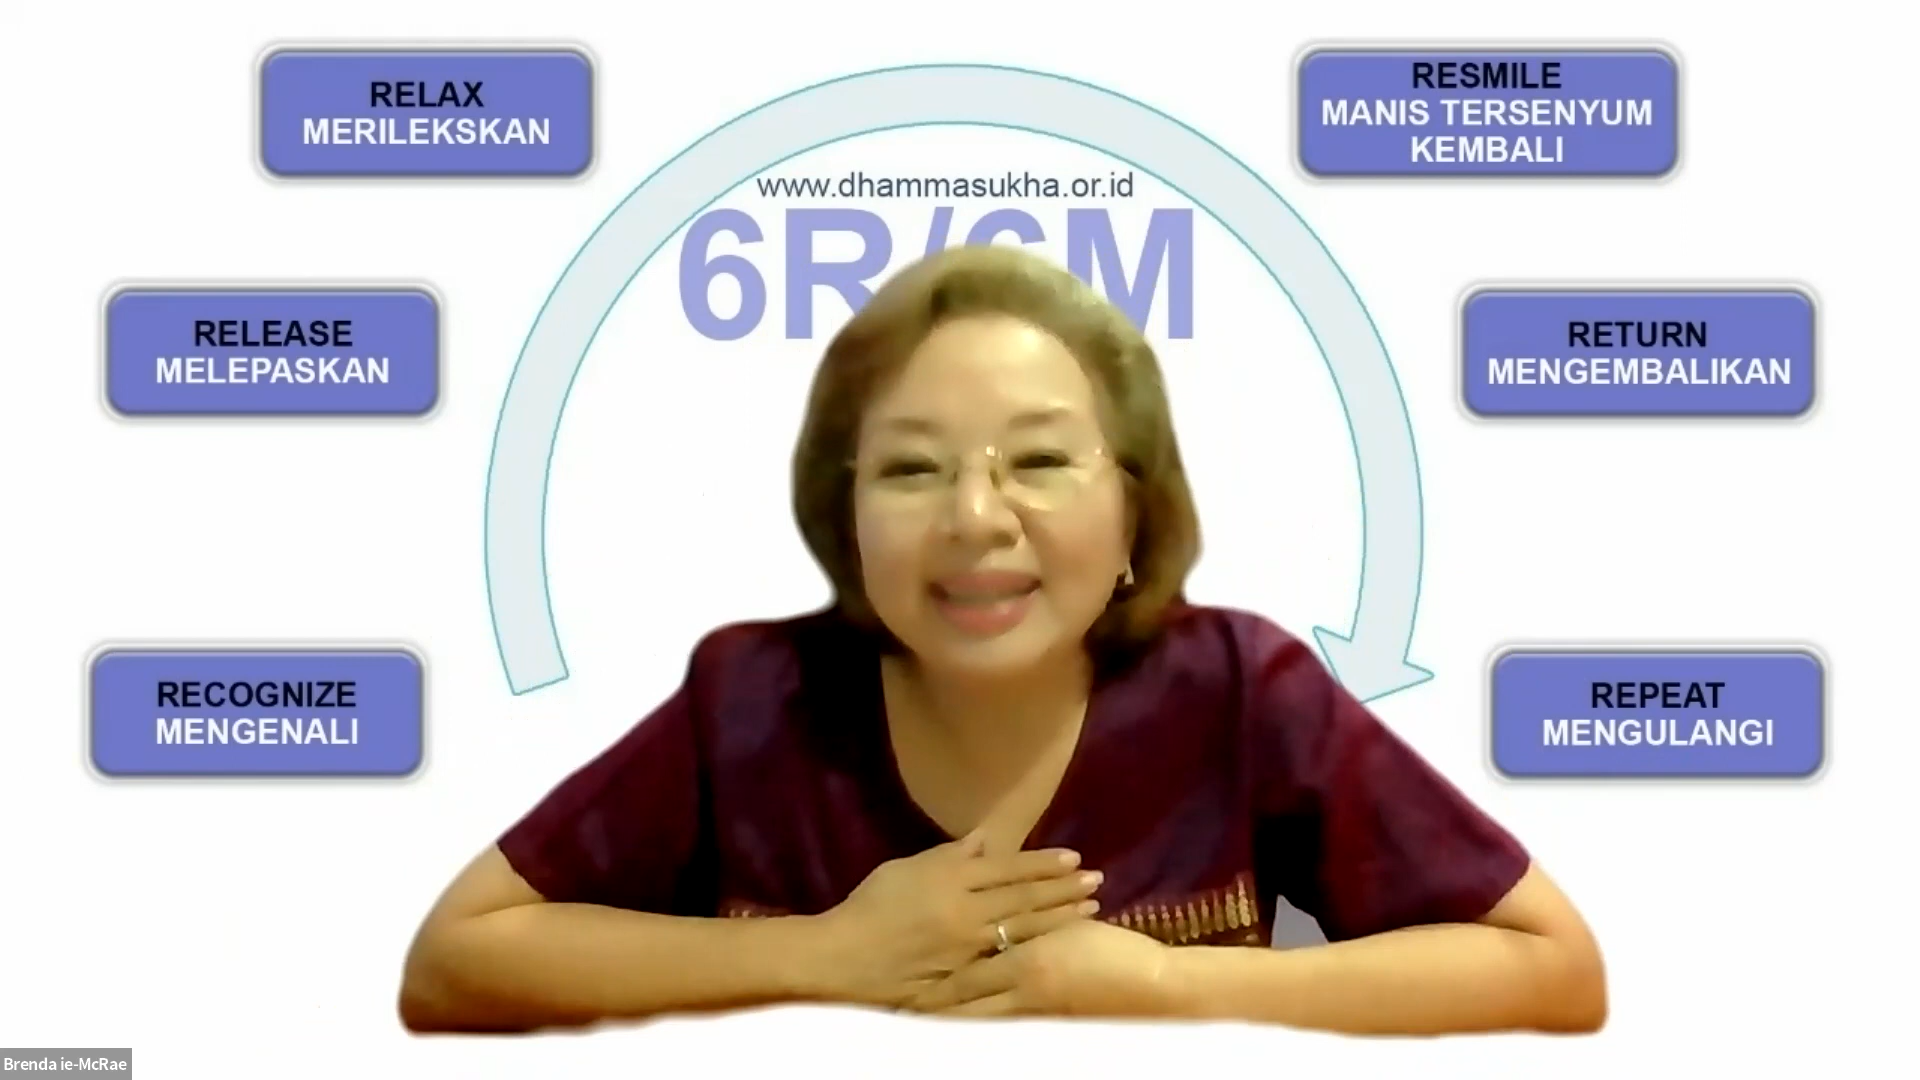 RELAX
MERILEKSKAN
RESMILE
MANIS TERSENYUM
KEMBALI
www.dhammasukha.or.id
6R/6M
RELEASE
MELEPASKAN
RETURN
MENGEMBALIKAN
RECOGNIZE
MENGENALI
REPEAT
MENGULANGI
Brenda ie-McRae